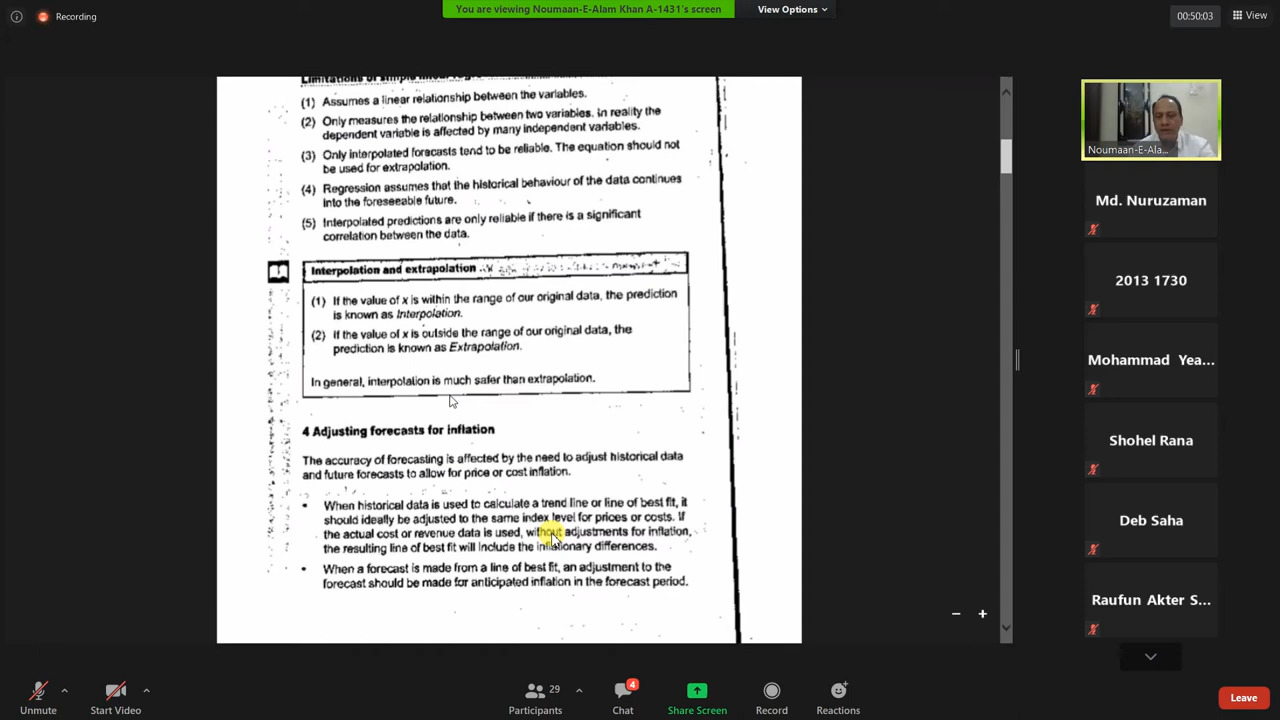 Recording
You are viewing Noumaan-E-Alam Khan A-1431's screen
View Options
00:50:03
View
Limitations of simple linear
(1) Assumes a linear relationship between the variables.
(2) Only measures the relationship between two variables. In reality the
dependent variable is affected by many independent variables.
(3) Only interpolated forecasts tend to be reliable. The equation should not
be used for extrapolation.
(4) Regression assumes that the historical behaviour of the data continues
into the foreseeable future.
(5) Interpolated predictions are only reliable if there is a significant
correlation between the data.
Interpolation and extrapolation
(1) If the value of x is within the range of our original data, the prediction
is known as Interpolation.
(2) If the value of x is outside the range of our original data, the
prediction is known as Extrapolation.
In general, interpolation is much safer than extrapolation.
4 Adjusting forecasts for inflation
The accuracy of forecasting is affected by the need to adjust historical data
and future forecasts to allow for price or cost inflation.
• When historical data is used to calculate a trend line or line of best fit, it
should ideally be adjusted to the same index level for prices or costs. If
the actual cost or revenue data is used, without adjustments for inflation,
the resulting line of best fit will include the inflationary differences.
• When a forecast is made from a line of best fit, an adjustment to the
forecast should be made for anticipated inflation in the forecast period.
Noumaan-E-Ala...
Md. Nuruzaman
2013 1730
Mohammad Yea...
Shohel Rana
Deb Saha
Raufun Akter S...
Unmute
Start Video
29
Participants
4
Chat
Share Screen
Record
Reactions
Leave